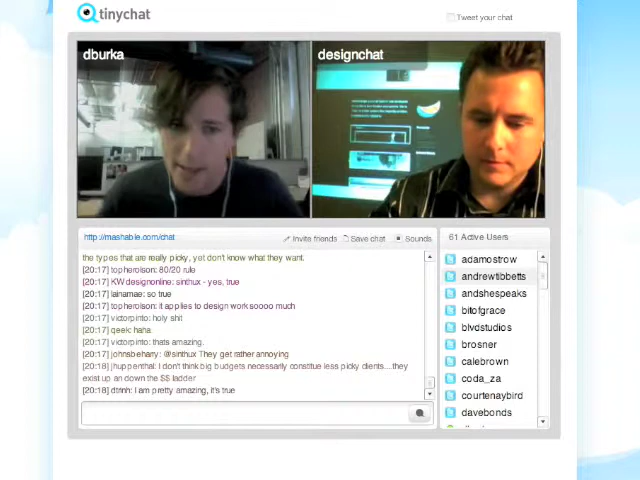 tinychat
Tweet your chat
dburka
designchat
http://mashable.com/chat
Invite friends
Save chat
Sounds
61 Active Users
the types that are really picky, yet don't know what they want.
[20:17] topherolson: 80/20 rule
[20:17] KWdesignonline: sinthux - yes, true
[20:17] lainamae: so true
[20:17] topherolson: it applies to design work soooo much
[20:17] victorpinto: holy shit
[20:17] qeek: haha
[20:17] victorpinto: thats amazing.
[20:17] johnsbeharry: @sinthux They get rather annoying
[20:18] jhuppenthal: I don't think big budgets necessarily constitue less picky clients....they
exist up an down the $$ ladder
[20:18] dtrinh: I am pretty amazing, it's true
adamostrow
andrewtibbetts
andshespeaks
bitofgrace
blvdstudios
brosner
calebrown
coda_za
courtenaybird
davebonds